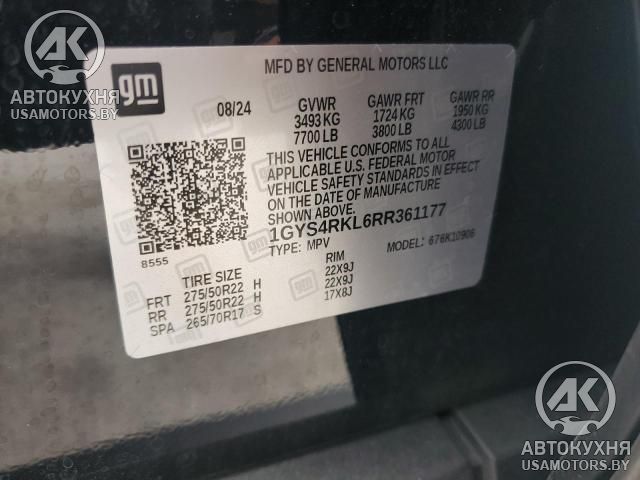 АК
АВТОКУХНЯ
USAMOTORS.BY
gm
MFD BY GENERAL MOTORS LLC
08/24 GVWR GAWR FRT GAWR RR
3493 KG 1724 KG 1950 KG
7700 LB 3800 LB 4300 LB
THIS VEHICLE CONFORMS TO ALL
APPLICABLE U.S. FEDERAL MOTOR
VEHICLE SAFETY STANDARDS IN EFFECT
ON THE DATE OF MANUFACTURE
SHOWN ABOVE.
1GYS4RKL6RR361177
TYPE: MPV MODEL: 676K10906
8555
TIRE SIZE RIM
FRT 275/50R22 H 22X9J
RR 275/50R22 H 22X9J
SPA 265/70R17 S 17X8J
АК
АВТОКУХНЯ
USAMOTORS.BY